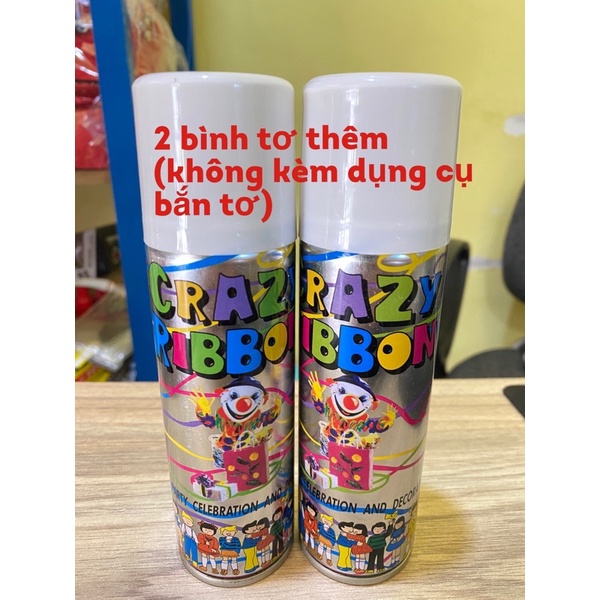 2 bình tơ thêm
(không kèm dụng cụ
bắn tơ)
CRAZY
RIBBON
CRAZY
RIBBON
CELEBRATION AND
CELEBRATION AND DECOR